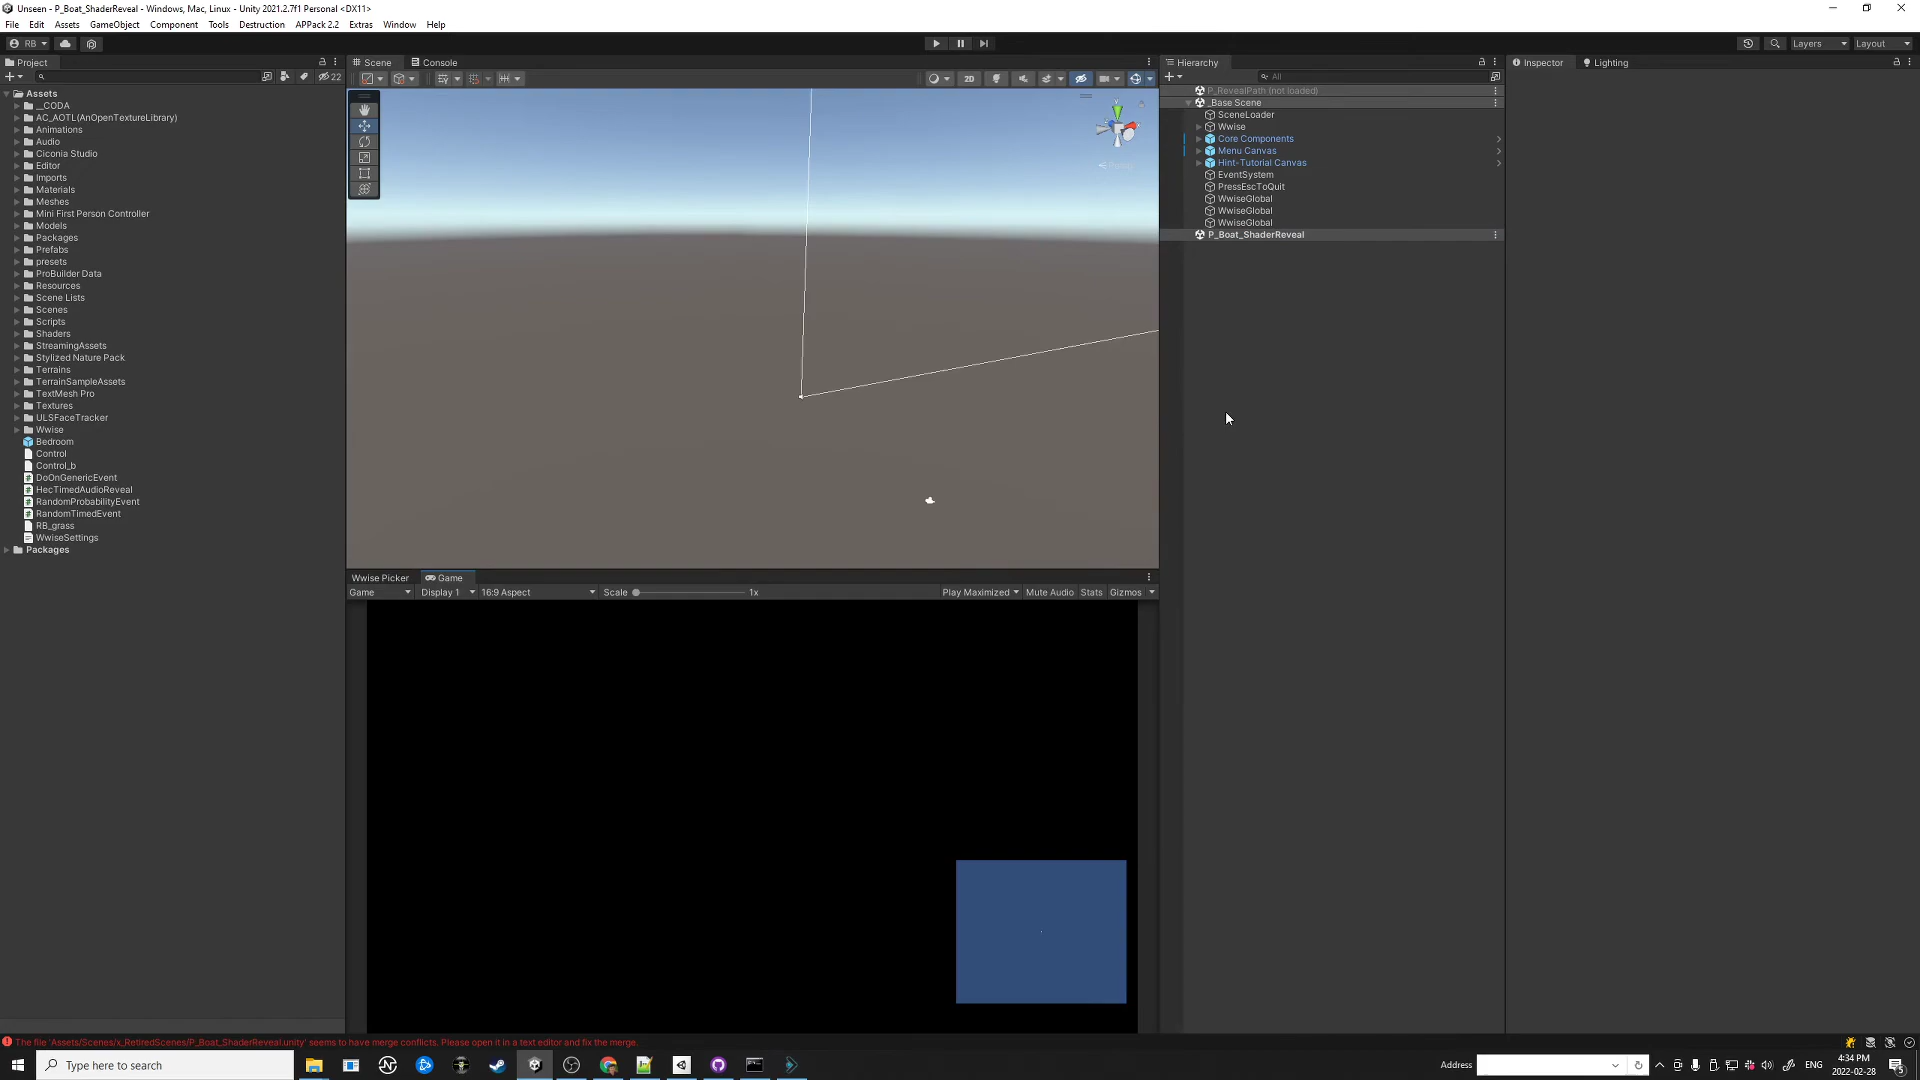 Unseen - P_Boat_ShaderReveal - Windows, Mac, Linux - Unity 2021.2.7f1 Personal <DX11>
File Edit Assets GameObject Component Tools Destruction APPack 2.2 Extras Window Help
RB
Layers
Layout
Project
22
Assets
__CODA
AC_AOTL(AnOpenTextureLibrary)
Animations
Audio
Ciconia Studio
Editor
Imports
Materials
Meshes
Mini First Person Controller
Models
Packages
Prefabs
presets
ProBuilder Data
Resources
Scene Lists
Scenes
Scripts
Shaders
StreamingAssets
Stylized Nature Pack
Terrains
TerrainSampleAssets
TextMesh Pro
Textures
ULSFaceTracker
Wwise
Bedroom
Control
Control_b
DoOnGenericEvent
HecTimedAudioReveal
RandomProbabilityEvent
RandomTimedEvent
RB_grass
WwiseSettings
Packages
Scene Console
2D
Wwise Picker Game
Game Display 1 16:9 Aspect Scale 1x Play Maximized Mute Audio Stats Gizmos
Hierarchy
All
P_RevealPath (not loaded)
_Base Scene
SceneLoader
Wwise
Core Components
Menu Canvas
Hint-Tutorial Canvas
EventSystem
PressEscToQuit
WwiseGlobal
WwiseGlobal
WwiseGlobal
P_Boat_ShaderReveal
Inspector Lighting
The file 'Assets/Scenes/x_RetiredScenes/P_Boat_ShaderReveal.unity' seems to have merge conflicts. Please open it in a text editor and fix the merge.
Type here to search
Address
ENG
4:34 PM
2022-02-28